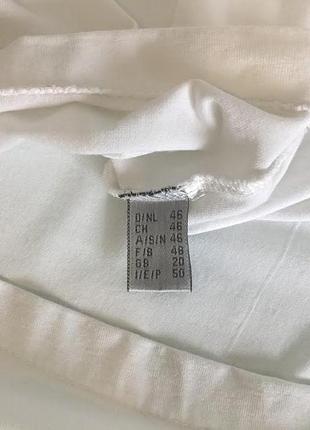 D/NL 46
CH 46
A/S/N 46
F/B 48
GB 20
I/E/P 50